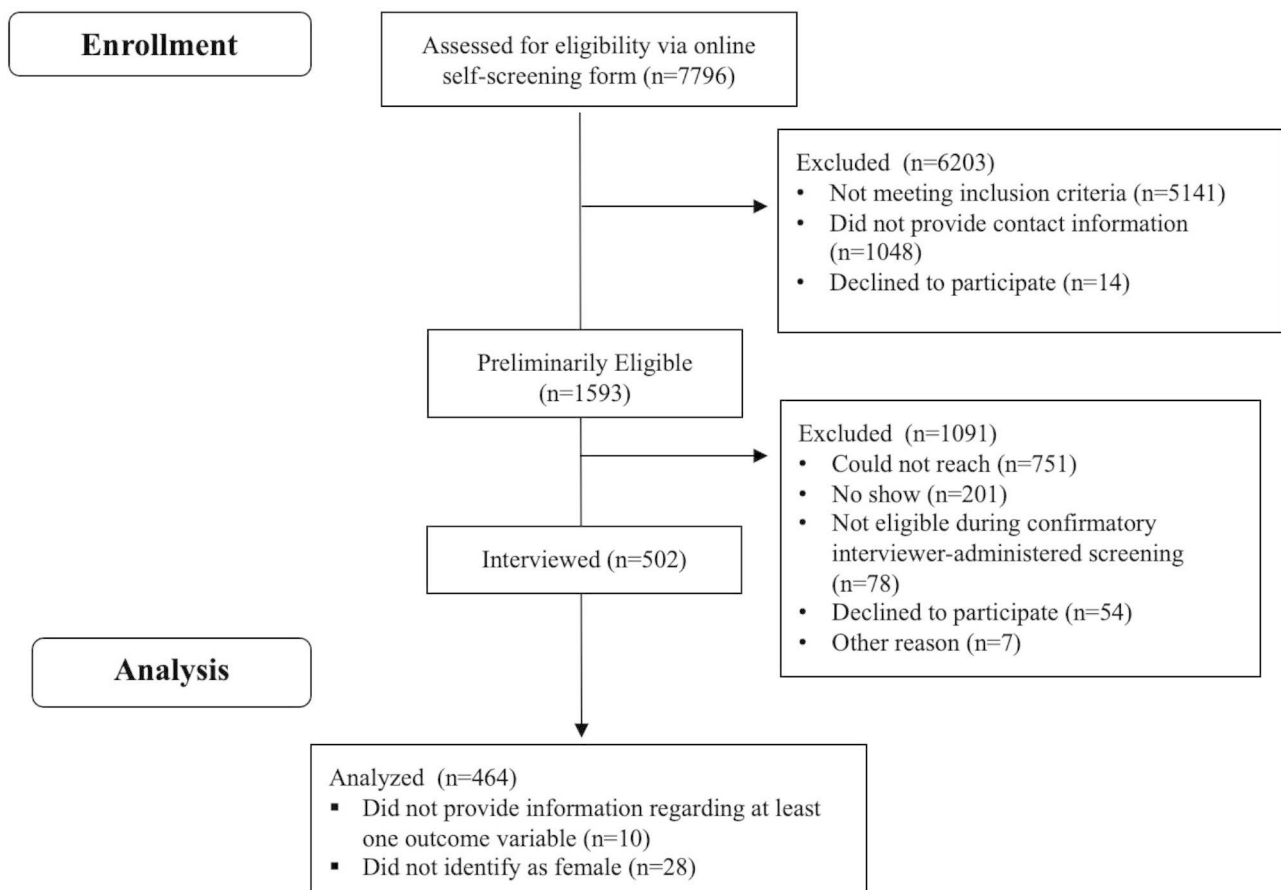 Enrollment
Assessed for eligibility via online
self-screening form (n=7796)
Excluded (n=6203)
• Not meeting inclusion criteria (n=5141)
• Did not provide contact information
(n=1048)
• Declined to participate (n=14)
Preliminarily Eligible
(n=1593)
Excluded (n=1091)
• Could not reach (n=751)
• No show (n=201)
• Not eligible during confirmatory
interviewer-administered screening
(n=78)
• Declined to participate (n=54)
• Other reason (n=7)
Interviewed (n=502)
Analysis
Analyzed (n=464)
▪ Did not provide information regarding at least
one outcome variable (n=10)
▪ Did not identify as female (n=28)